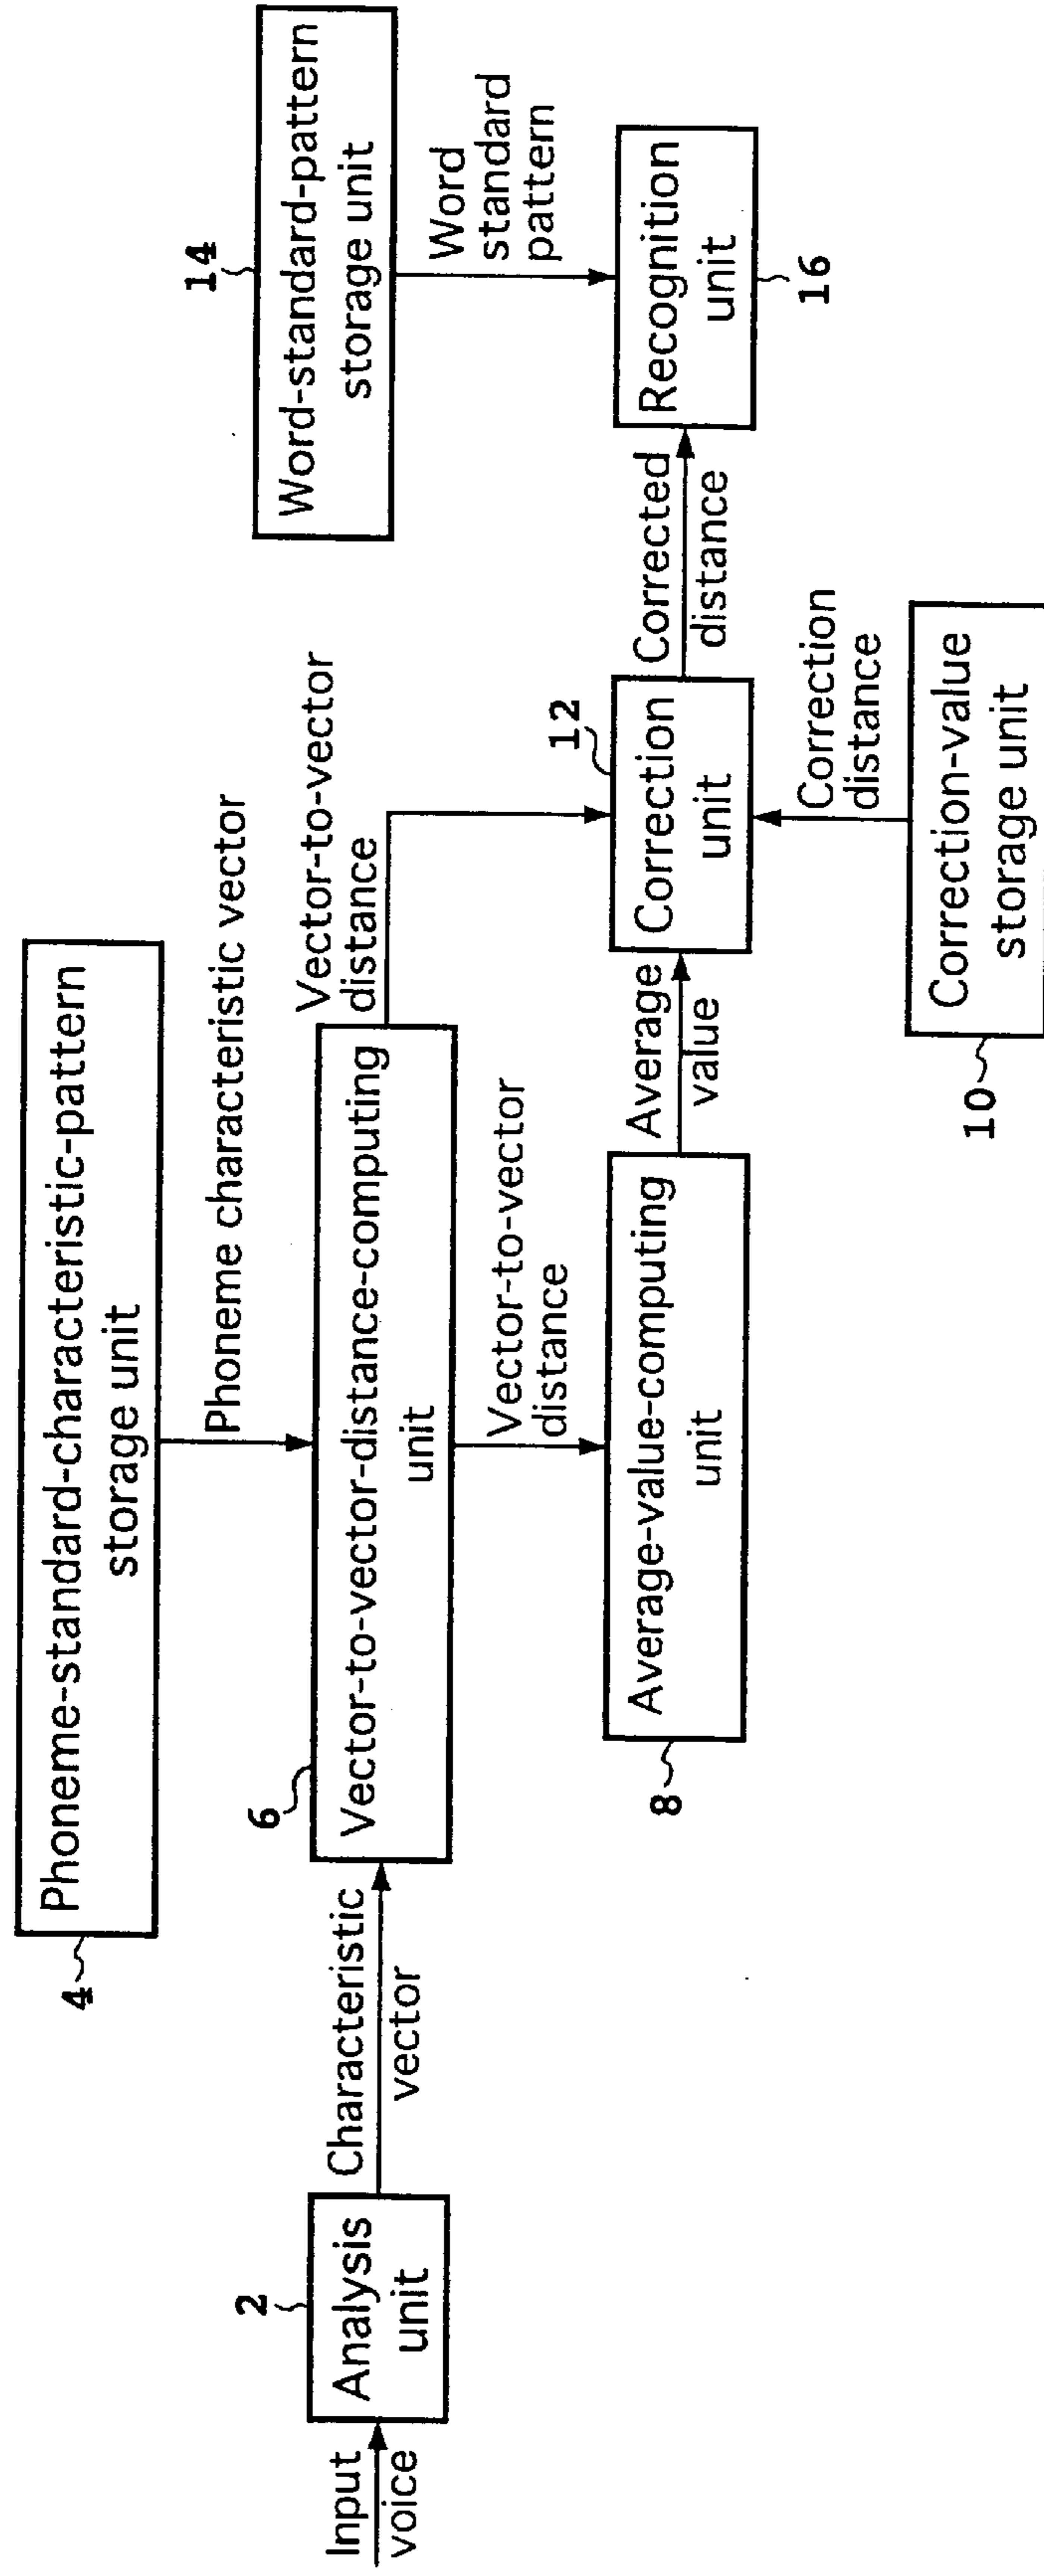 4
Phoneme-standard-characteristic-pattern
storage unit
Phoneme characteristic vector
14
Word-standard-pattern
storage unit
Word
standard
pattern
Input
voice
2
Analysis
unit
Characteristic
vector
6
Vector-to-vector-distance-computing
unit
Vector-to-vector
distance
Vector-to-vector
distance
8
Average-value-computing
unit
Average
value
12
Correction
unit
Corrected
distance
Recognition
unit
16
Correction
distance
10
Correction-value
storage unit